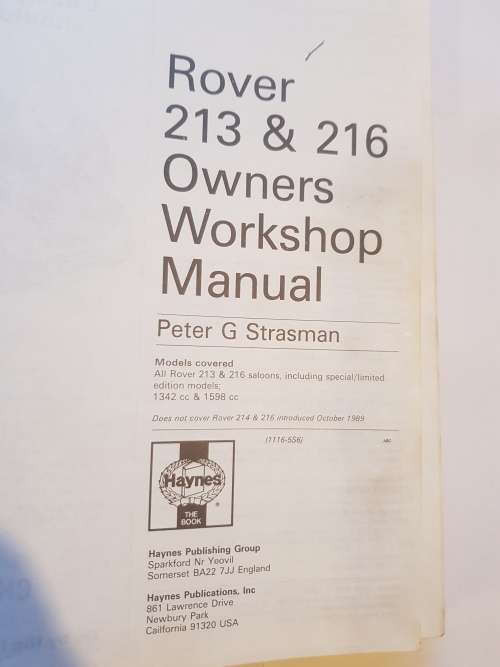 Rover
213 & 216
Owners
Workshop
Manual
Peter G Strasman
Models covered
All Rover 213 & 216 saloons, including special/limited
edition models;
1342 cc & 1598 cc
Does not cover Rover 214 & 216 introduced October 1989
(1116-5S6)
ABC
Haynes
®
THE
BOOK
Haynes Publishing Group
Sparkford Nr Yeovil
Somerset BA22 7JJ England
Haynes Publications, Inc
861 Lawrence Drive
Newbury Park
California 91320 USA